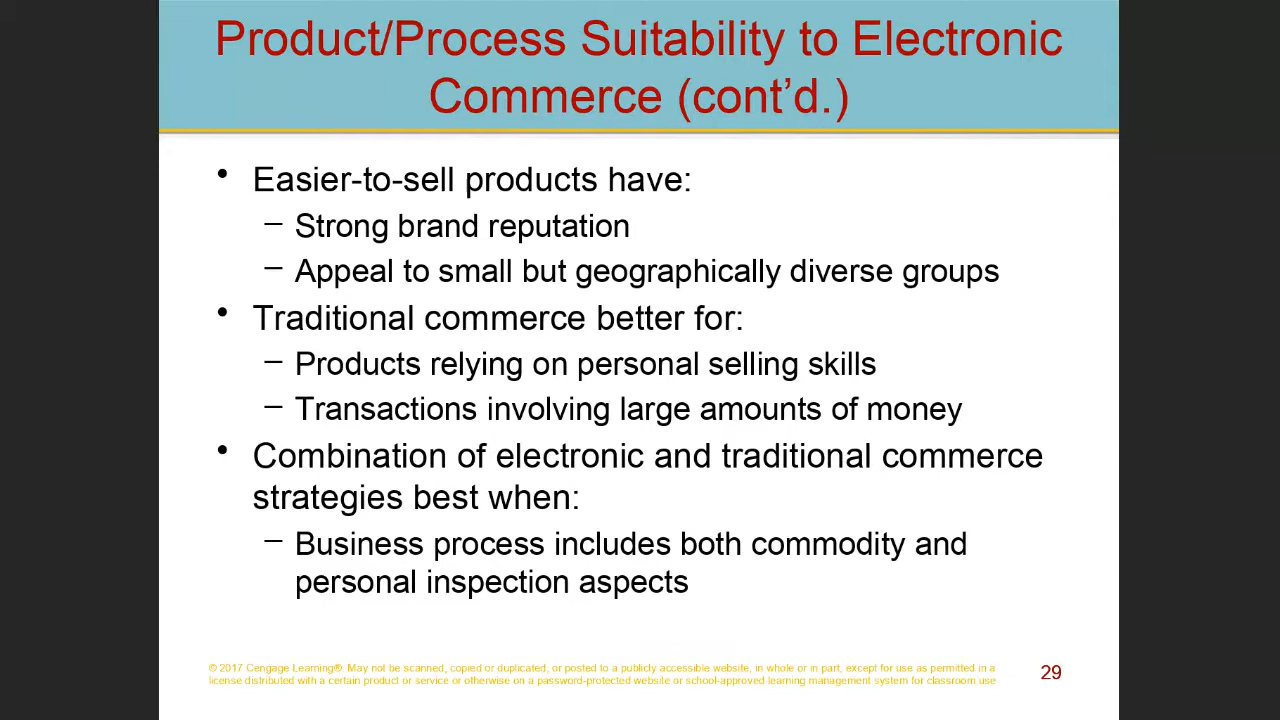 Product/Process Suitability to Electronic
Commerce (cont’d.)
• Easier-to-sell products have:
– Strong brand reputation
– Appeal to small but geographically diverse groups
• Traditional commerce better for:
– Products relying on personal selling skills
– Transactions involving large amounts of money
• Combination of electronic and traditional commerce
strategies best when:
– Business process includes both commodity and
personal inspection aspects
© 2017 Cengage Learning®. May not be scanned, copied or duplicated, or posted to a publicly accessible website, in whole or in part, except for use as permitted in a
license distributed with a certain product or service or otherwise on a password-protected website or school-approved learning management system for classroom use
29